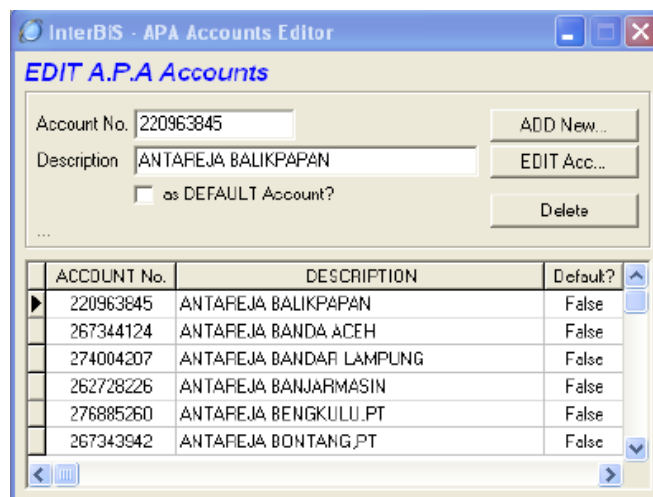 InterBIS - APA Accounts Editor
EDIT A.P.A Accounts
Account No. 220963845 ADD New...
Description ANTAREJA BALIKPAPAN EDIT Acc...
as DEFAULT Account? Delete
...
ACCOUNT No. DESCRIPTION Default?
220963845 ANTAREJA BALIKPAPAN False
267344124 ANTAREJA BANDA ACEH False
274004207 ANTAREJA BANDAR LAMPUNG False
262728226 ANTAREJA BANJARMASIN False
276885260 ANTAREJA BENGKULU.PT False
267343942 ANTAREJA BONTANG,PT False